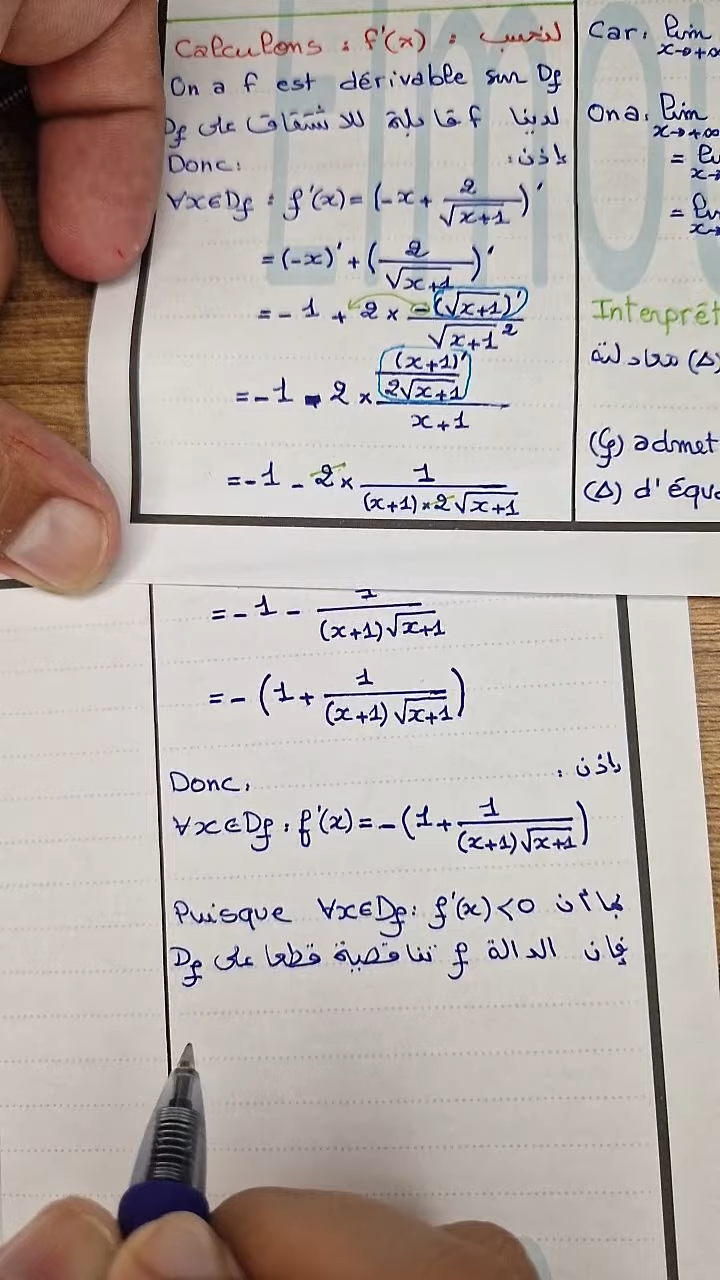 Calculons : f'(x) : لنحسب
On a f est dérivable sur Df
لدينا f قابلة للاشتقاق على Df
Donc: إذن:
∀x∈Df : f'(x) = (-x + 2/√(x+1))'
= (-x)' + (2/√(x+1))'
= -1 + 2 × -(√(x+1))'/√(x+1)²
= -1 - 2 × ((x+1)'/(2√(x+1)))/(x+1)
= -1 - 2 × 1/((x+1)×2√(x+1))
= -1 - 1/((x+1)√(x+1))
= -(1 + 1/((x+1)√(x+1)))
Donc: إذن:
∀x∈Df : f'(x) = -(1 + 1/((x+1)√(x+1)))
Puisque ∀x∈Df : f'(x) < 0 بما أن
فإن الدالة f تناقصية قطعا على Df
Car: lim x→+∞
On a: lim x→+∞
=
=
Interprét
(Δ) معادلة
(Cf) admet
(Δ) d'équa